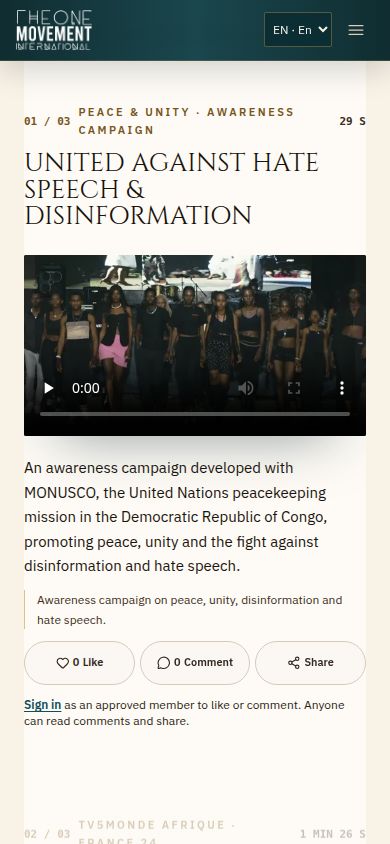 THE ONE
MOVEMENT
INTERNATIONAL
EN · En
01 / 03
PEACE & UNITY · AWARENESS
CAMPAIGN
29 S
UNITED AGAINST HATE
SPEECH &
DISINFORMATION
0:00
An awareness campaign developed with
MONUSCO, the United Nations peacekeeping
mission in the Democratic Republic of Congo,
promoting peace, unity and the fight against
disinformation and hate speech.
Awareness campaign on peace, unity, disinformation and
hate speech.
0 Like
0 Comment
Share
Sign in as an approved member to like or comment. Anyone
can read comments and share.
02 / 03
TV5MONDE AFRIQUE ·
FRANCE 24
1 MIN 26 S